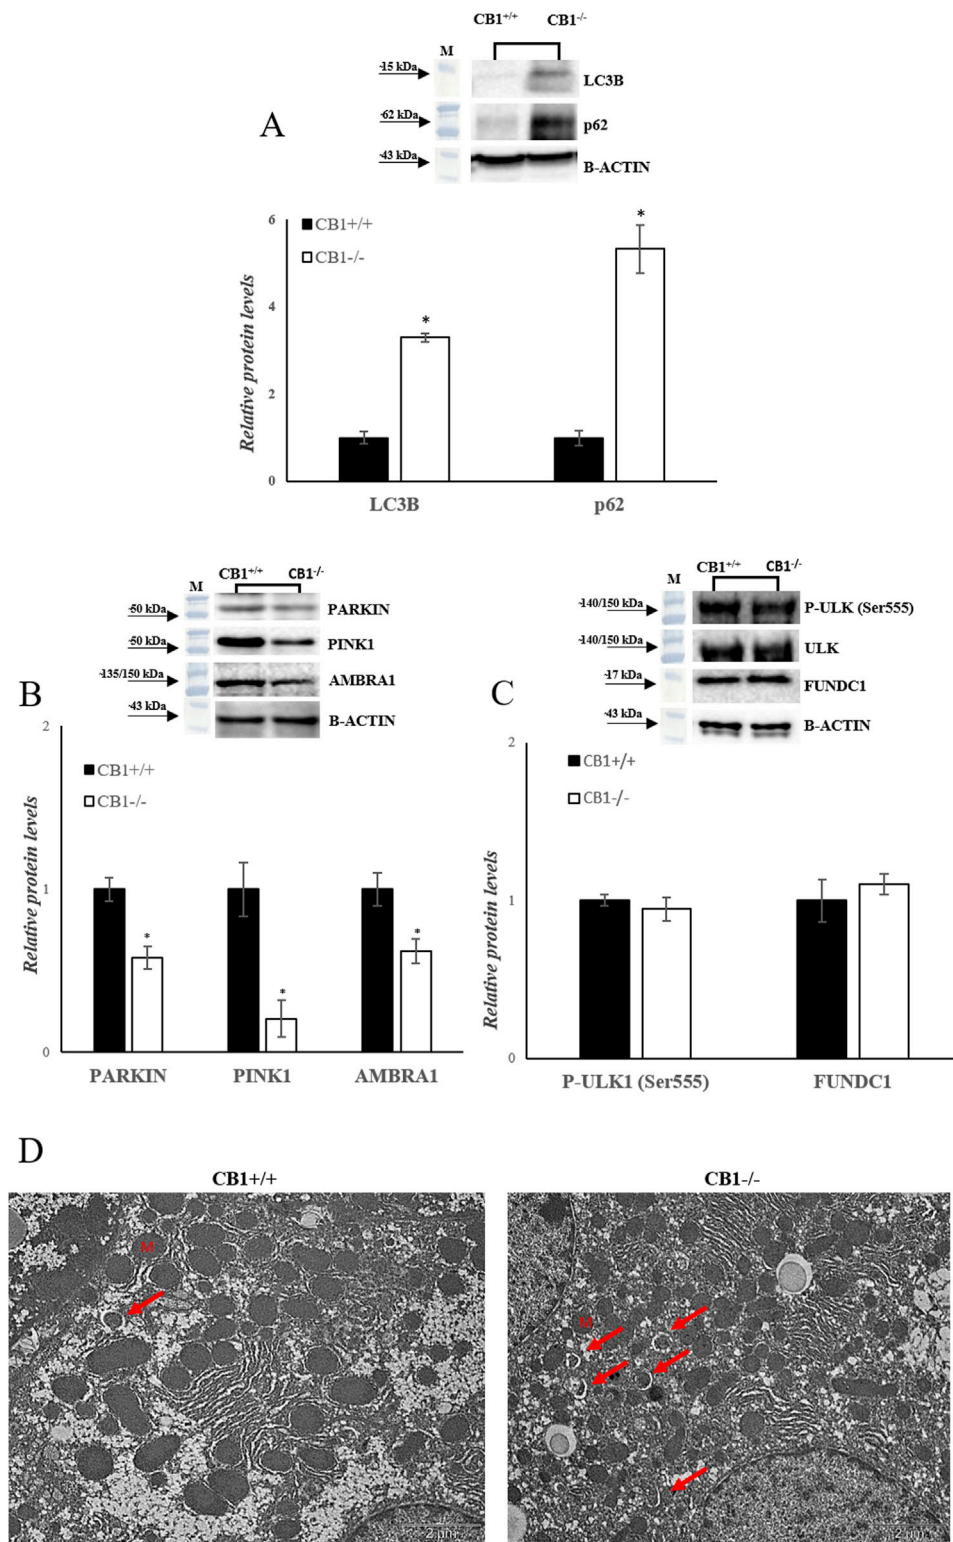 CB1+/+ CB1-/-
M
-15 kDa LC3B
A
-62 kDa p62
-43 kDa B-ACTIN
6
CB1+/+
*
CB1-/-
Relative protein levels
4
*
2
0
LC3B p62
CB1+/+ CB1-/-
M
-50 kDa PARKIN
-50 kDa PINK1
-135/150 kDa AMBRA1
B
-43 kDa B-ACTIN
2
CB1+/+
CB1-/-
Relative protein levels
1
*
*
*
0
PARKIN PINK1 AMBRA1
CB1+/+ CB1-/-
M
-140/150 kDa P-ULK (Ser555)
-140/150 kDa ULK
-17 kDa FUNDC1
C
-43 kDa B-ACTIN
2
CB1+/+
CB1-/-
Relative protein levels
1
0
P-ULK1 (Ser555) FUNDC1
D
CB1+/+ CB1-/-
M
M
2 µm
2 µm